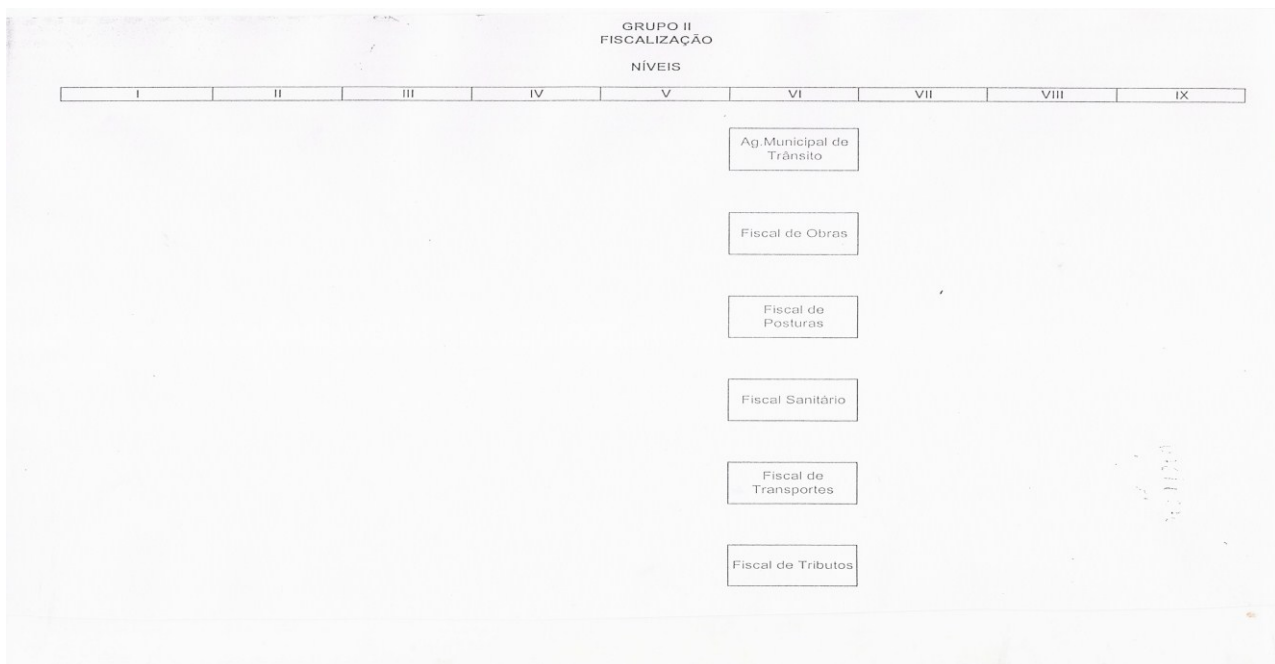 GRUPO II
FISCALIZAÇÃO
NÍVEIS
I II III IV V VI VII VIII IX
Ag.Municipal de
Trânsito
Fiscal de Obras
Fiscal de
Posturas
Fiscal Sanitário
Fiscal de
Transportes
Fiscal de Tributos